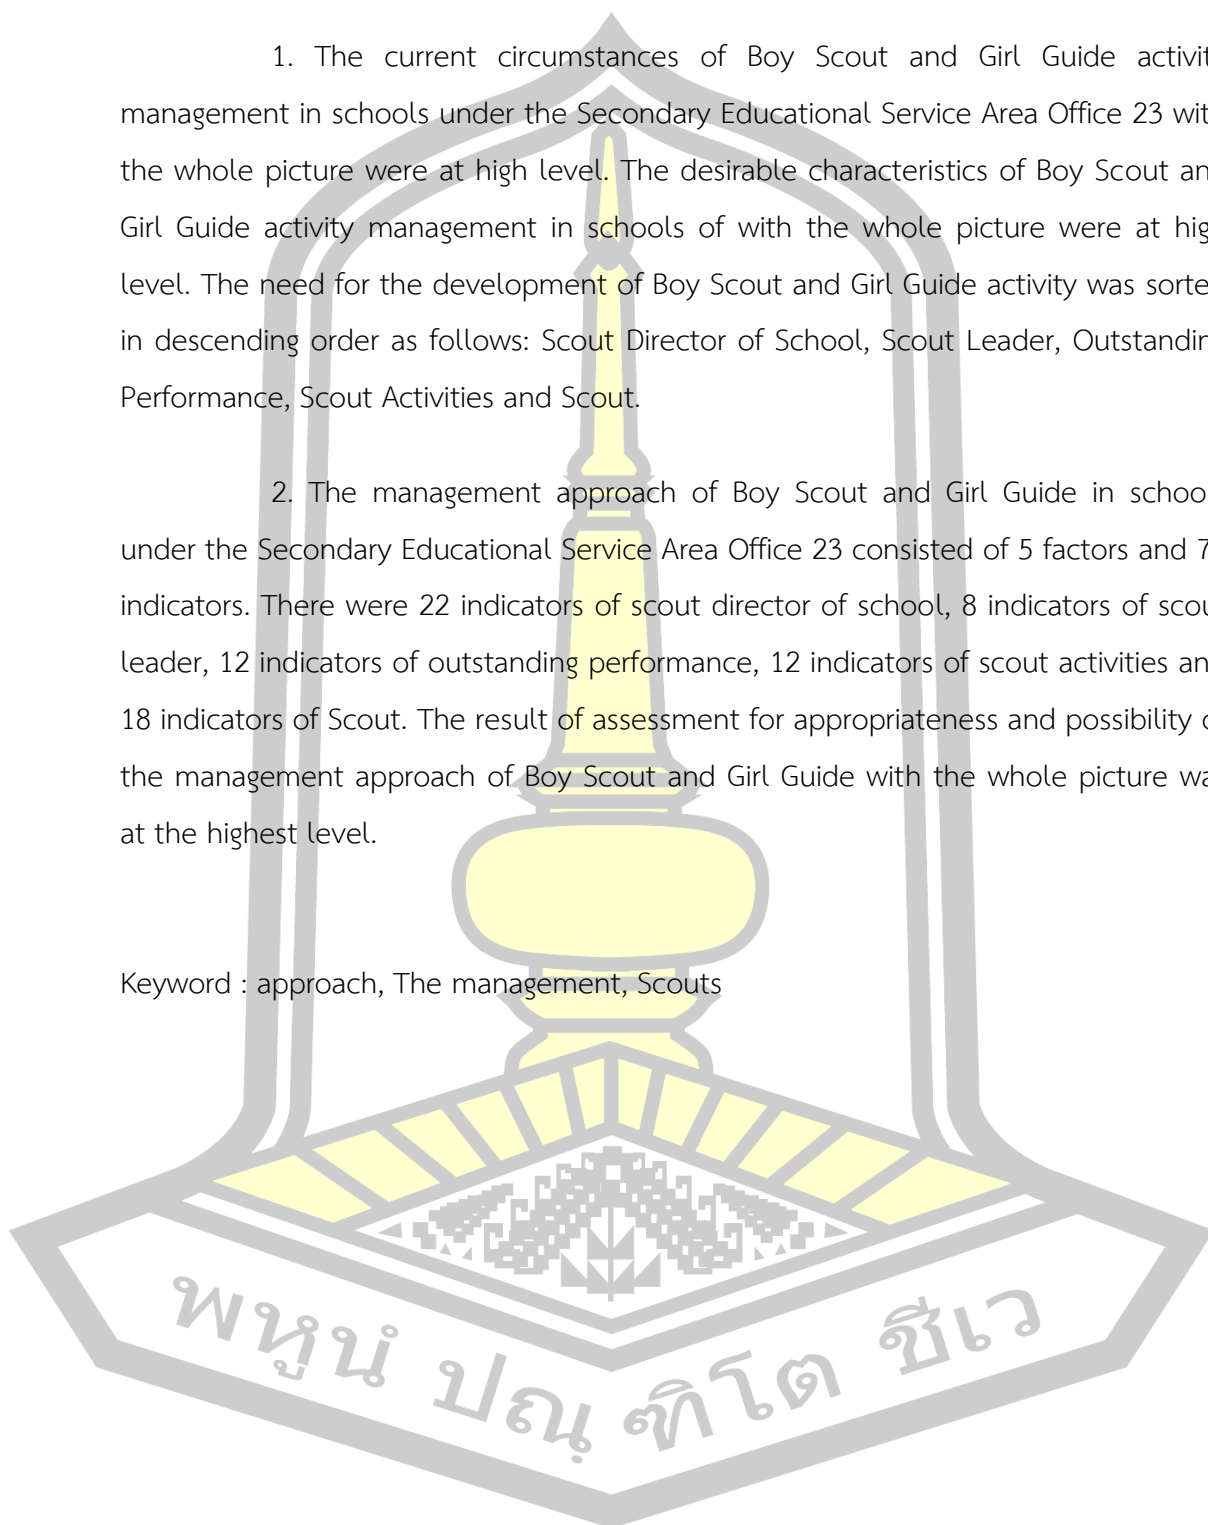 1. The current circumstances of Boy Scout and Girl Guide activit
management in schools under the Secondary Educational Service Area Office 23 wit
the whole picture were at high level. The desirable characteristics of Boy Scout an
Girl Guide activity management in schools of with the whole picture were at hig
level. The need for the development of Boy Scout and Girl Guide activity was sorte
in descending order as follows: Scout Director of School, Scout Leader, Outstandin
Performance, Scout Activities and Scout.
2. The management approach of Boy Scout and Girl Guide in school
under the Secondary Educational Service Area Office 23 consisted of 5 factors and 7
indicators. There were 22 indicators of scout director of school, 8 indicators of scou
leader, 12 indicators of outstanding performance, 12 indicators of scout activities an
18 indicators of Scout. The result of assessment for appropriateness and possibility o
the management approach of Boy Scout and Girl Guide with the whole picture wa
at the highest level.
Keyword : approach, The management, Scouts
พหูนํ ปณฺฑิโต ชีเว